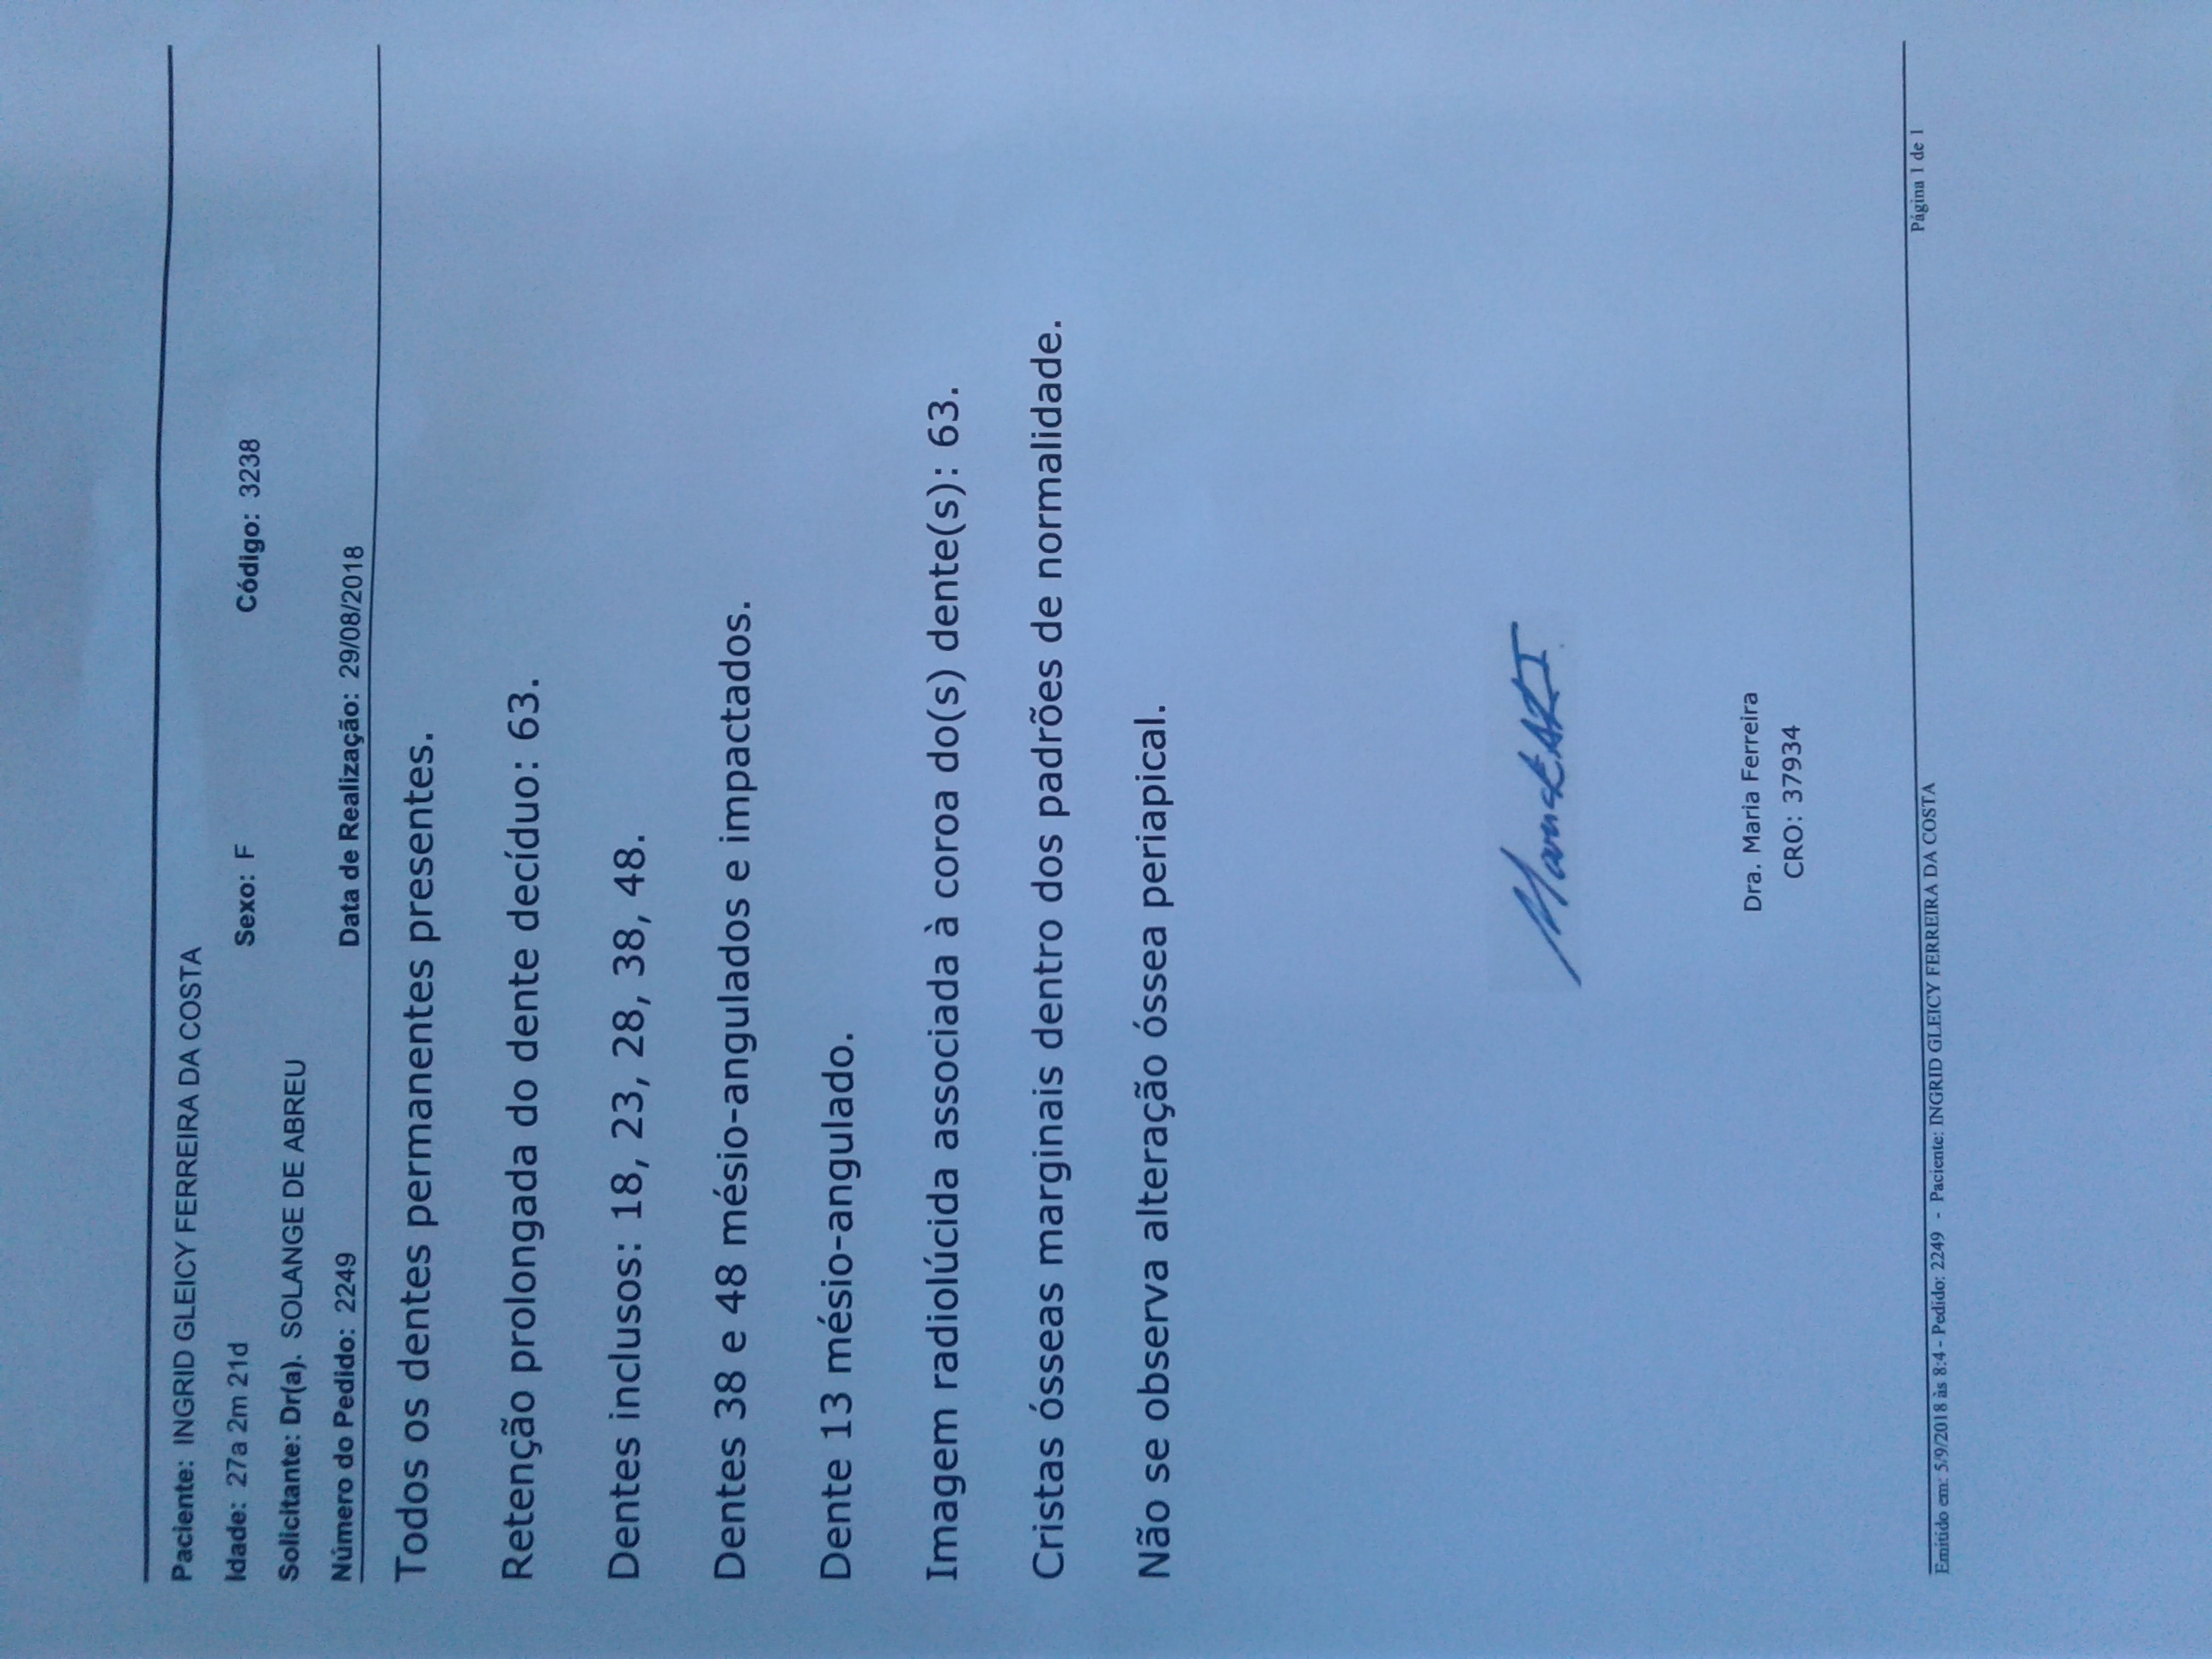 Paciente: INGRID GLEICY FERREIRA DA COSTA
Idade: 27a 2m 21d Sexo: F Código: 3238
Solicitante: Dr(a). SOLANGE DE ABREU
Número do Pedido: 2249 Data de Realização: 29/08/2018
Todos os dentes permanentes presentes.
Retenção prolongada do dente decíduo: 63.
Dentes inclusos: 18, 23, 28, 38, 48.
Dentes 38 e 48 mésio-angulados e impactados.
Dente 13 mésio-angulado.
Imagem radiolúcida associada à coroa do(s) dente(s): 63.
Cristas ósseas marginais dentro dos padrões de normalidade.
Não se observa alteração óssea periapical.
Dra. Maria Ferreira
CRO: 37934
Emitido em: 5/9/2018 às 8:4 - Pedido: 2249 - Paciente: INGRID GLEICY FERREIRA DA COSTA Página 1 de 1